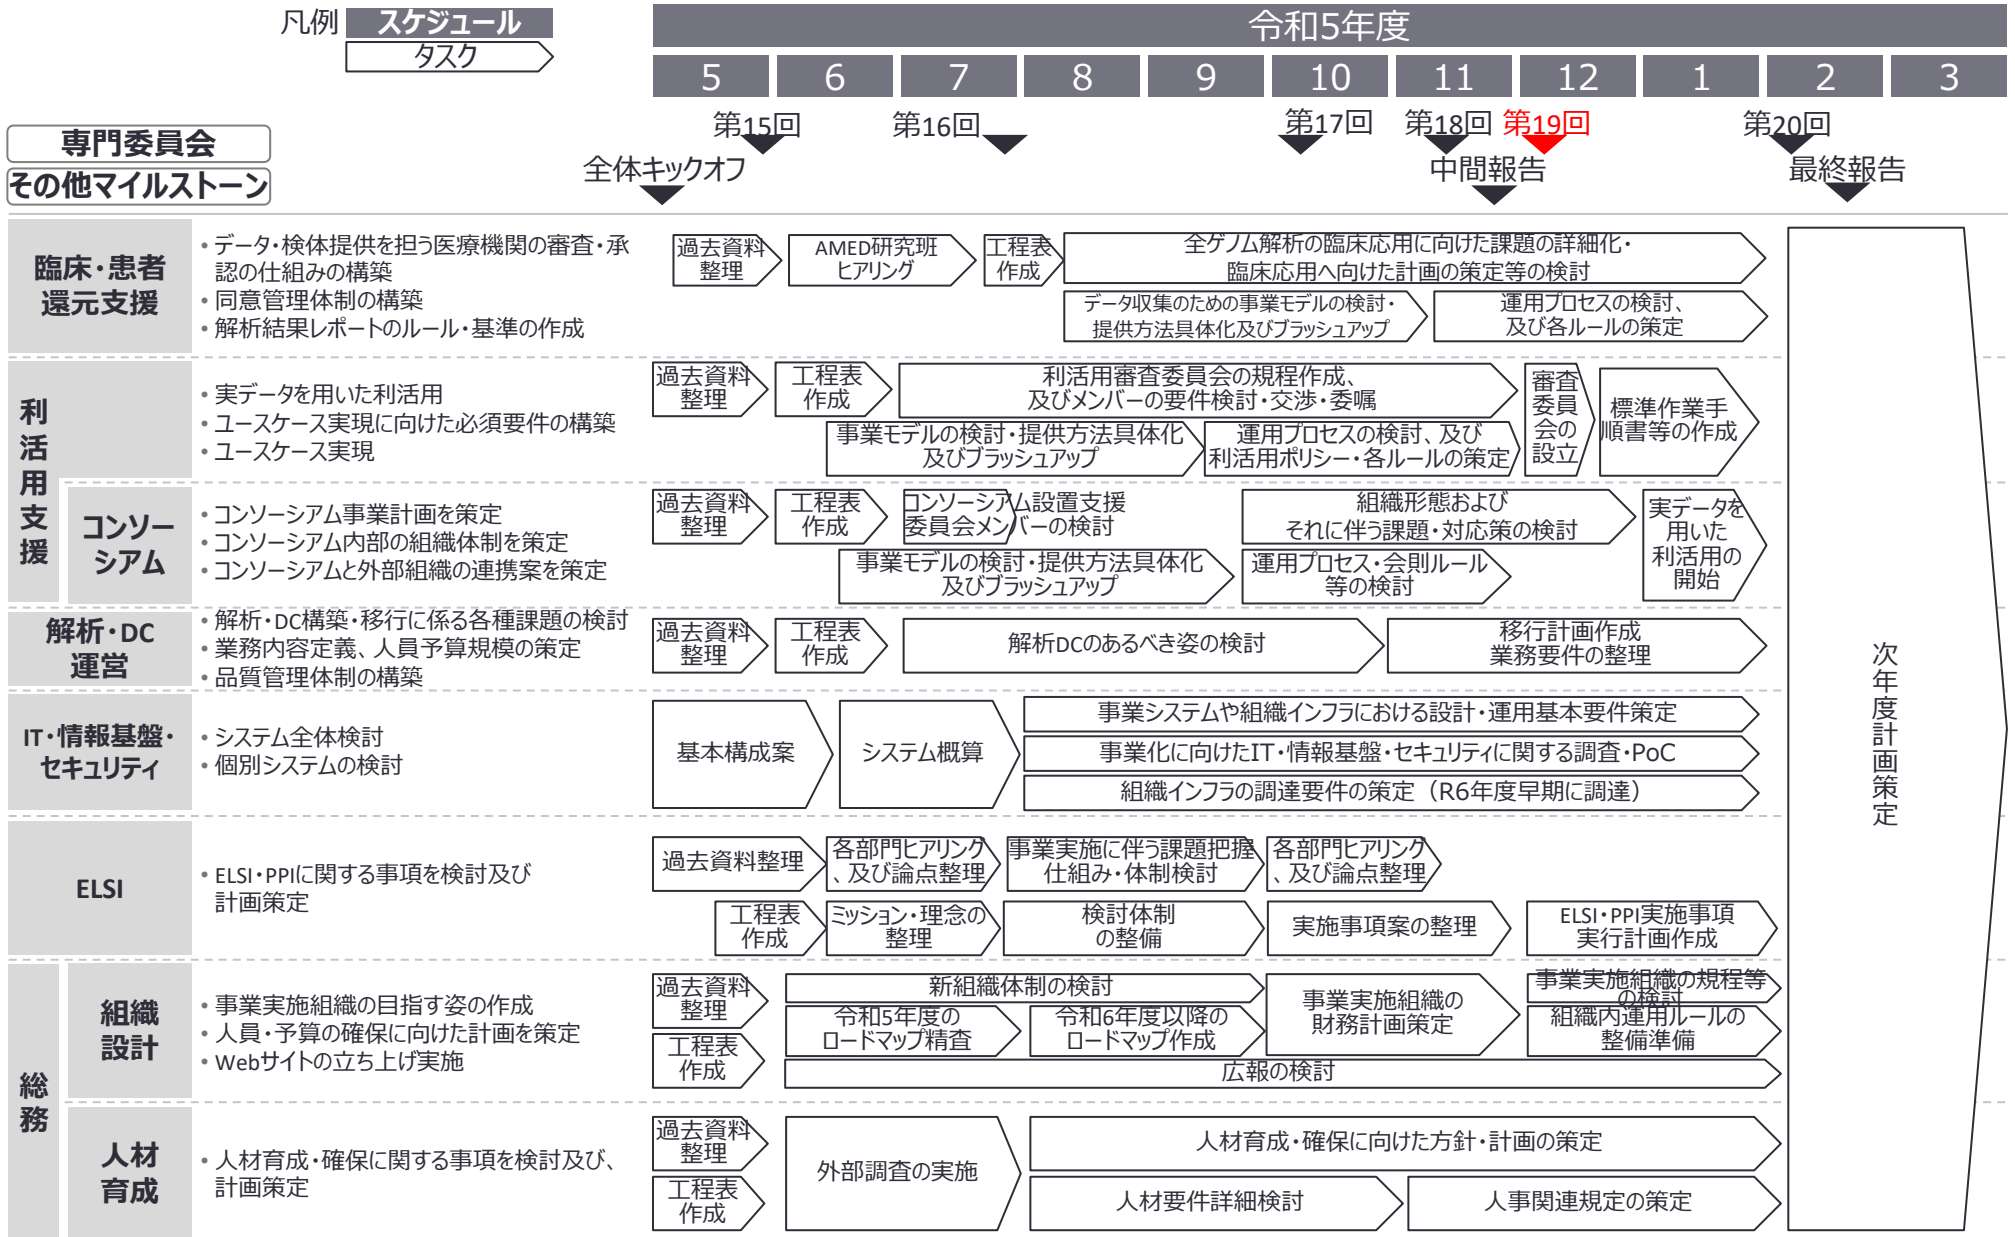 凡例
スケジュール
タスク
令和5年度
5 6 7 8 9 10 11 12 1 2 3
専門委員会
第15回 第16回 第17回 第18回 第19回 第20回
その他マイルストーン
全体キックオフ 中間報告 最終報告
臨床・患者
還元支援
・データ・検体提供を担う医療機関の審査・承
認の仕組みの構築
・同意管理体制の構築
・解析結果レポートのルール・基準の作成
過去資料
整理
AMED研究班
ヒアリング
工程表
作成
全ゲノム解析の臨床応用に向けた課題の詳細化・
臨床応用へ向けた計画の策定等の検討
データ収集のための事業モデルの検討・
提供方法具体化及びブラッシュアップ
運用プロセスの検討、
及び各ルールの策定
利活用支援
・実データを用いた利活用
・ユースケース実現に向けた必須要件の構築
・ユースケース実現
過去資料
整理
工程表
作成
利活用審査委員会の規程作成、
及びメンバーの要件検討・交渉・委嘱
事業モデルの検討・提供方法具体化
及びブラッシュアップ
運用プロセスの検討、及び
利活用ポリシー・各ルールの策定
審査
委員
会の
設立
標準作業手
順書等の作成
コンソー
シアム
・コンソーシアム事業計画を策定
・コンソーシアム内部の組織体制を策定
・コンソーシアムと外部組織の連携案を策定
過去資料
整理
工程表
作成
コンソーシアム設置支援
委員会メンバーの検討
事業モデルの検討・提供方法具体化
及びブラッシュアップ
組織形態および
それに伴う課題・対応策の検討
運用プロセス・会則ルール
等の検討
実データを
用いた
利活用の
開始
解析・DC
運営
・解析・DC構築・移行に係る各種課題の検討
・業務内容定義、人員予算規模の策定
・品質管理体制の構築
過去資料
整理
工程表
作成
解析DCのあるべき姿の検討
移行計画作成
業務要件の整理
IT・情報基盤・
セキュリティ
・システム全体検討
・個別システムの検討
基本構成案
システム概算
事業システムや組織インフラにおける設計・運用基本要件策定
事業化に向けたIT・情報基盤・セキュリティに関する調査・PoC
組織インフラの調達要件の策定（R6年度早期に調達）
ELSI
・ELSI・PPIに関する事項を検討及び
計画策定
過去資料整理
各部門ヒアリング
、及び論点整理
事業実施に伴う課題把握
仕組み・体制検討
各部門ヒアリング
、及び論点整理
工程表
作成
ミッション・理念の
整理
検討体制
の整備
実施事項案の整理
ELSI・PPI実施事項
実行計画作成
総務
組織
設計
・事業実施組織の目指す姿の作成
・人員・予算の確保に向けた計画を策定
・Webサイトの立ち上げ実施
過去資料
整理
工程表
作成
新組織体制の検討
令和5年度の
ロードマップ精査
令和6年度以降の
ロードマップ作成
事業実施組織の
財務計画策定
事業実施組織の規程等
の検討
組織内運用ルールの
整備準備
広報の検討
人材
育成
・人材育成・確保に関する事項を検討及び、
計画策定
過去資料
整理
工程表
作成
外部調査の実施
人材育成・確保に向けた方針・計画の策定
人材要件詳細検討
人事関連規定の策定
次年度計画策定